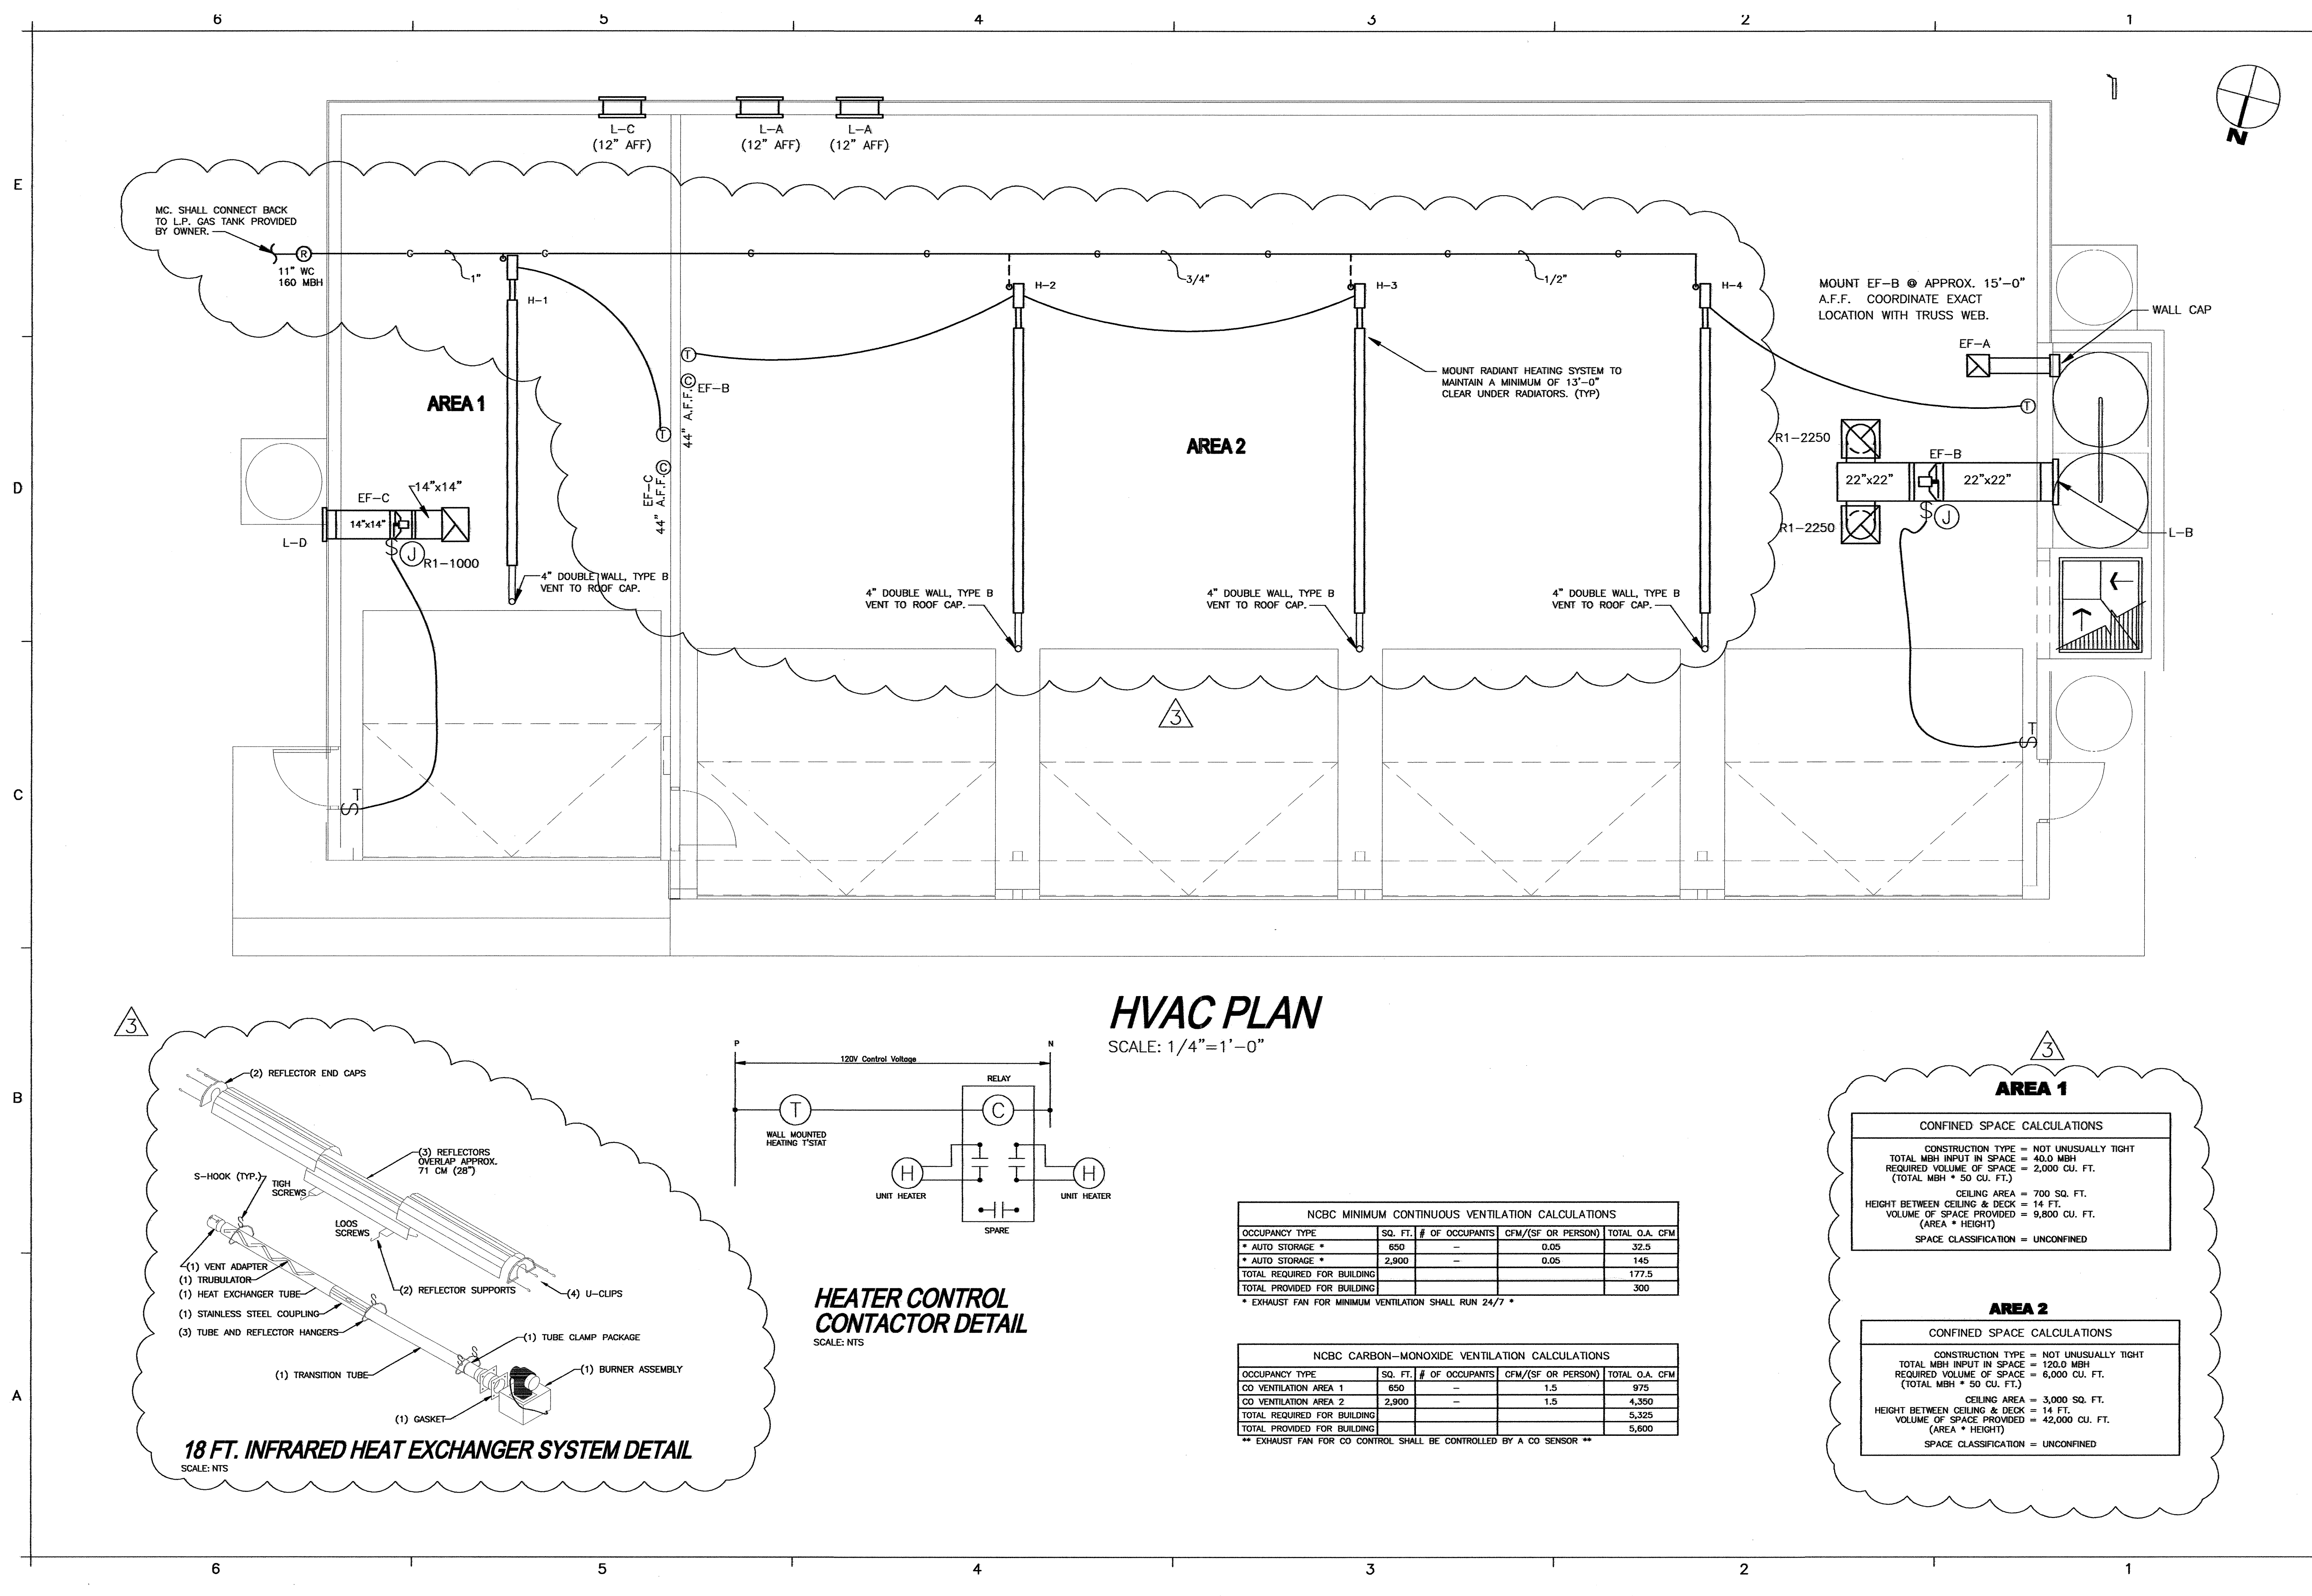 6 5 4 3 2 1
N
L-C
(12" AFF)
L-A
(12" AFF)
L-A
(12" AFF)
E
MC. SHALL CONNECT BACK
TO L.P. GAS TANK PROVIDED
BY OWNER.
R
11" WC
160 MBH
G G G G G G G
1"
3/4"
1/2"
H-1
H-2
H-3
H-4
MOUNT EF-B @ APPROX. 15'-0"
A.F.F. COORDINATE EXACT
LOCATION WITH TRUSS WEB.
WALL CAP
EF-A
T
C
EF-B
44" A.F.F.
MOUNT RADIANT HEATING SYSTEM TO
MAINTAIN A MINIMUM OF 13'-0"
CLEAR UNDER RADIATORS. (TYP)
AREA 1
AREA 2
T
T
C
EF-C
44" A.F.F.
D
R1-2250
EF-B
22"x22"
22"x22"
R1-2250
$
J
L-B
EF-C
14"x14"
14"x14"
L-D
$
J
R1-1000
4" DOUBLE WALL, TYPE B
VENT TO ROOF CAP.
4" DOUBLE WALL, TYPE B
VENT TO ROOF CAP.
4" DOUBLE WALL, TYPE B
VENT TO ROOF CAP.
4" DOUBLE WALL, TYPE B
VENT TO ROOF CAP.
3
$T
$T
C
HVAC PLAN
SCALE: 1/4"=1'-0"
B
3
(2) REFLECTOR END CAPS
(3) REFLECTORS
OVERLAP APPROX.
71 CM (28")
S-HOOK (TYP.)
TIGH
SCREWS
LOOS
SCREWS
(1) VENT ADAPTER
(1) TRUBULATOR
(1) HEAT EXCHANGER TUBE
(1) STAINLESS STEEL COUPLING
(3) TUBE AND REFLECTOR HANGERS
(2) REFLECTOR SUPPORTS
(4) U-CLIPS
(1) TUBE CLAMP PACKAGE
(1) TRANSITION TUBE
(1) BURNER ASSEMBLY
(1) GASKET
18 FT. INFRARED HEAT EXCHANGER SYSTEM DETAIL
SCALE: NTS
P N
120V Control Voltage
RELAY
T
C
WALL MOUNTED
HEATING T'STAT
H
H
UNIT HEATER
UNIT HEATER
SPARE
HEATER CONTROL
CONTACTOR DETAIL
SCALE: NTS
NCBC MINIMUM CONTINUOUS VENTILATION CALCULATIONS
OCCUPANCY TYPE SQ. FT. # OF OCCUPANTS CFM/(SF OR PERSON) TOTAL O.A. CFM
* AUTO STORAGE * 650 - 0.05 32.5
* AUTO STORAGE * 2,900 - 0.05 145
TOTAL REQUIRED FOR BUILDING 177.5
TOTAL PROVIDED FOR BUILDING 300
* EXHAUST FAN FOR MINIMUM VENTILATION SHALL RUN 24/7 *
NCBC CARBON-MONOXIDE VENTILATION CALCULATIONS
OCCUPANCY TYPE SQ. FT. # OF OCCUPANTS CFM/(SF OR PERSON) TOTAL O.A. CFM
CO VENTILATION AREA 1 650 - 1.5 975
CO VENTILATION AREA 2 2,900 - 1.5 4,350
TOTAL REQUIRED FOR BUILDING 5,325
TOTAL PROVIDED FOR BUILDING 5,600
** EXHAUST FAN FOR CO CONTROL SHALL BE CONTROLLED BY A CO SENSOR **
3
AREA 1
CONFINED SPACE CALCULATIONS
CONSTRUCTION TYPE = NOT UNUSUALLY TIGHT
TOTAL MBH INPUT IN SPACE = 40.0 MBH
REQUIRED VOLUME OF SPACE = 2,000 CU. FT.
(TOTAL MBH * 50 CU. FT.)
CEILING AREA = 700 SQ. FT.
HEIGHT BETWEEN CEILING & DECK = 14 FT.
VOLUME OF SPACE PROVIDED = 9,800 CU. FT.
(AREA * HEIGHT)
SPACE CLASSIFICATION = UNCONFINED
AREA 2
CONFINED SPACE CALCULATIONS
CONSTRUCTION TYPE = NOT UNUSUALLY TIGHT
TOTAL MBH INPUT IN SPACE = 120.0 MBH
REQUIRED VOLUME OF SPACE = 6,000 CU. FT.
(TOTAL MBH * 50 CU. FT.)
CEILING AREA = 3,000 SQ. FT.
HEIGHT BETWEEN CEILING & DECK = 14 FT.
VOLUME OF SPACE PROVIDED = 42,000 CU. FT.
(AREA * HEIGHT)
SPACE CLASSIFICATION = UNCONFINED
A
6 5 4 3 2 1